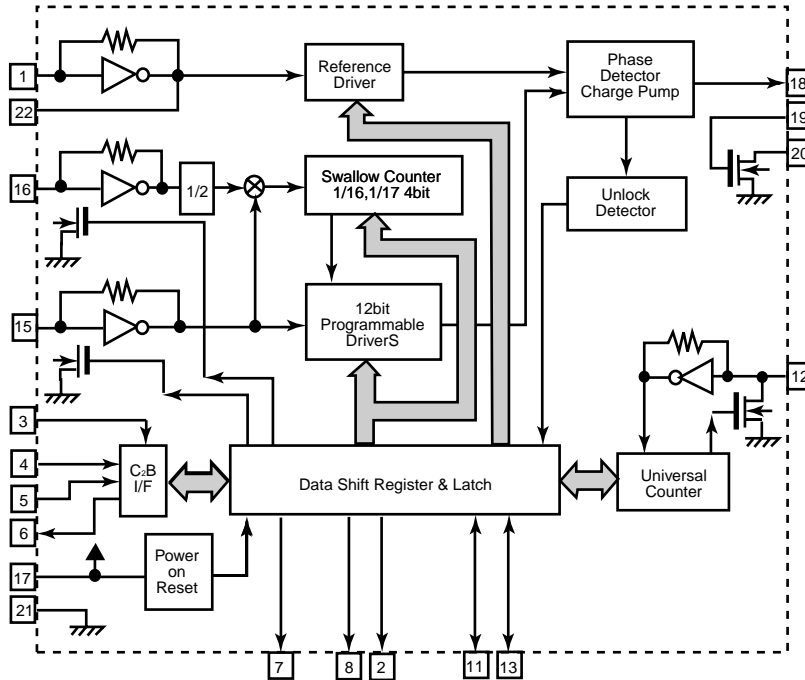 1
22
16
15
3
4
5
6
17
21
Reference
Driver
Phase
Detector
Charge Pump
18
19
20
1/2
Swallow Counter
1/16,1/17 4bit
Unlock
Detector
12bit
Programmable
DriverS
12
C2B
I/F
Data Shift Register & Latch
Universal
Counter
Power
on
Reset
7
8
2
11
13